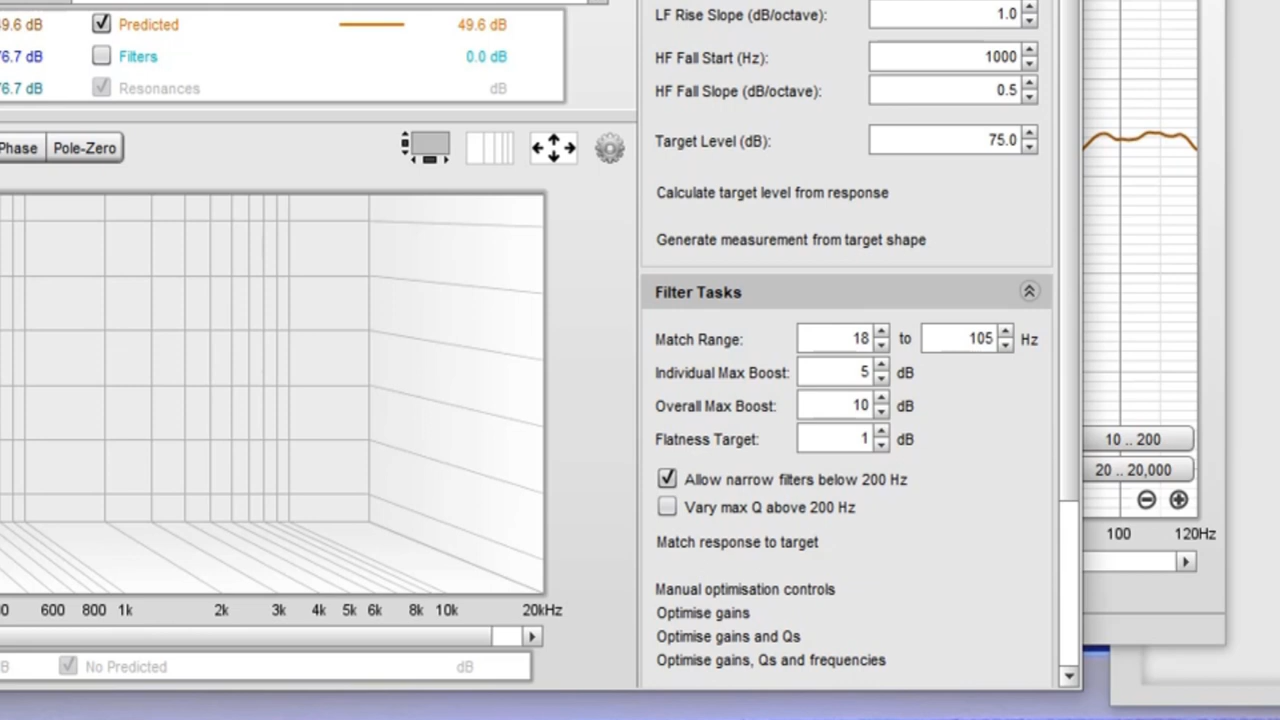 49.6 dB Predicted 49.6 dB
76.7 dB Filters 0.0 dB
76.7 dB Resonances dB
Phase Pole-Zero
600 800 1k 2k 3k 4k 5k 6k 8k 10k 20kHz
No Predicted dB
LF Rise Slope (dB/octave): 1.0
HF Fall Start (Hz): 1000
HF Fall Slope (dB/octave): 0.5
Target Level (dB): 75.0
Calculate target level from response
Generate measurement from target shape
Filter Tasks
Match Range: 18 to 105 Hz
Individual Max Boost: 5 dB
Overall Max Boost: 10 dB
Flatness Target: 1 dB
Allow narrow filters below 200 Hz
Vary max Q above 200 Hz
Match response to target
Manual optimisation controls
Optimise gains
Optimise gains and Qs
Optimise gains, Qs and frequencies
10 .. 200
20 .. 20,000
100 120Hz